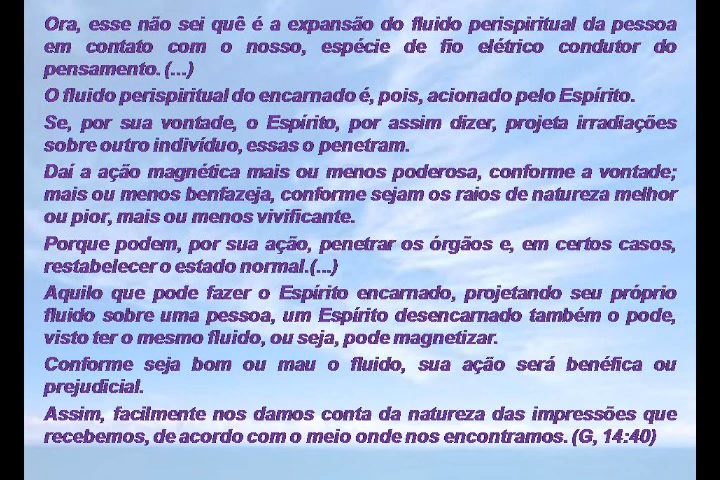 Ora, esse não sei quê é a expansão do fluido perispiritual da pessoa
em contato com o nosso, espécie de fio elétrico condutor do
pensamento. (...)
O fluido perispiritual do encarnado é, pois, acionado pelo Espírito.
Se, por sua vontade, o Espírito, por assim dizer, projeta irradiações
sobre outro indivíduo, essas o penetram.
Daí a ação magnética mais ou menos poderosa, conforme a vontade;
mais ou menos benfazeja, conforme sejam os raios de natureza melhor
ou pior, mais ou menos vivificante.
Porque podem, por sua ação, penetrar os órgãos e, em certos casos,
restabelecer o estado normal.(...)
Aquilo que pode fazer o Espírito encarnado, projetando seu próprio
fluido sobre uma pessoa, um Espírito desencarnado também o pode,
visto ter o mesmo fluido, ou seja, pode magnetizar.
Conforme seja bom ou mau o fluido, sua ação será benéfica ou
prejudicial.
Assim, facilmente nos damos conta da natureza das impressões que
recebemos, de acordo com o meio onde nos encontramos. (G, 14:40)